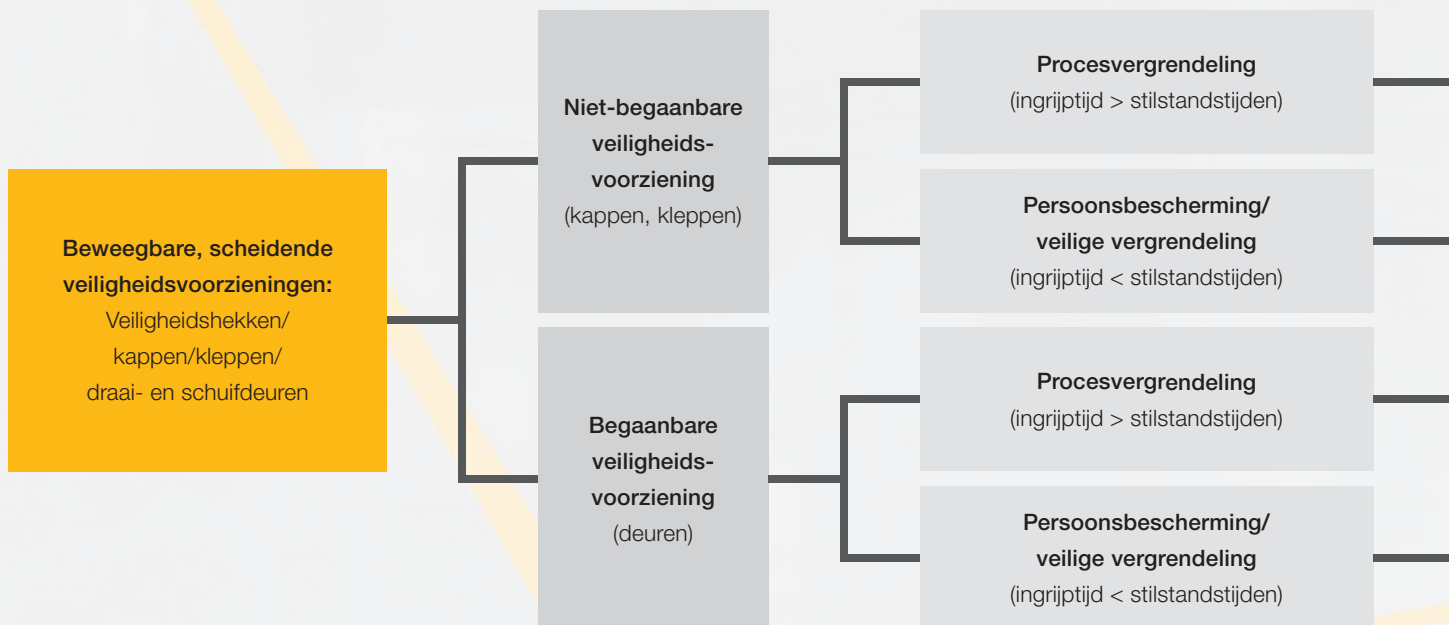 Beweegbare, scheidende
veiligheidsvoorzieningen:
Veiligheidshekken/
kappen/kleppen/
draai- en schuifdeuren
Niet-begaanbare
veiligheids-
voorziening
(kappen, kleppen)
Procesvergrendeling
(ingrijptijd > stilstandstijden)
Persoonsbescherming/
veilige vergrendeling
(ingrijptijd < stilstandstijden)
Begaanbare
veiligheids-
voorziening
(deuren)
Procesvergrendeling
(ingrijptijd > stilstandstijden)
Persoonsbescherming/
veilige vergrendeling
(ingrijptijd < stilstandstijden)